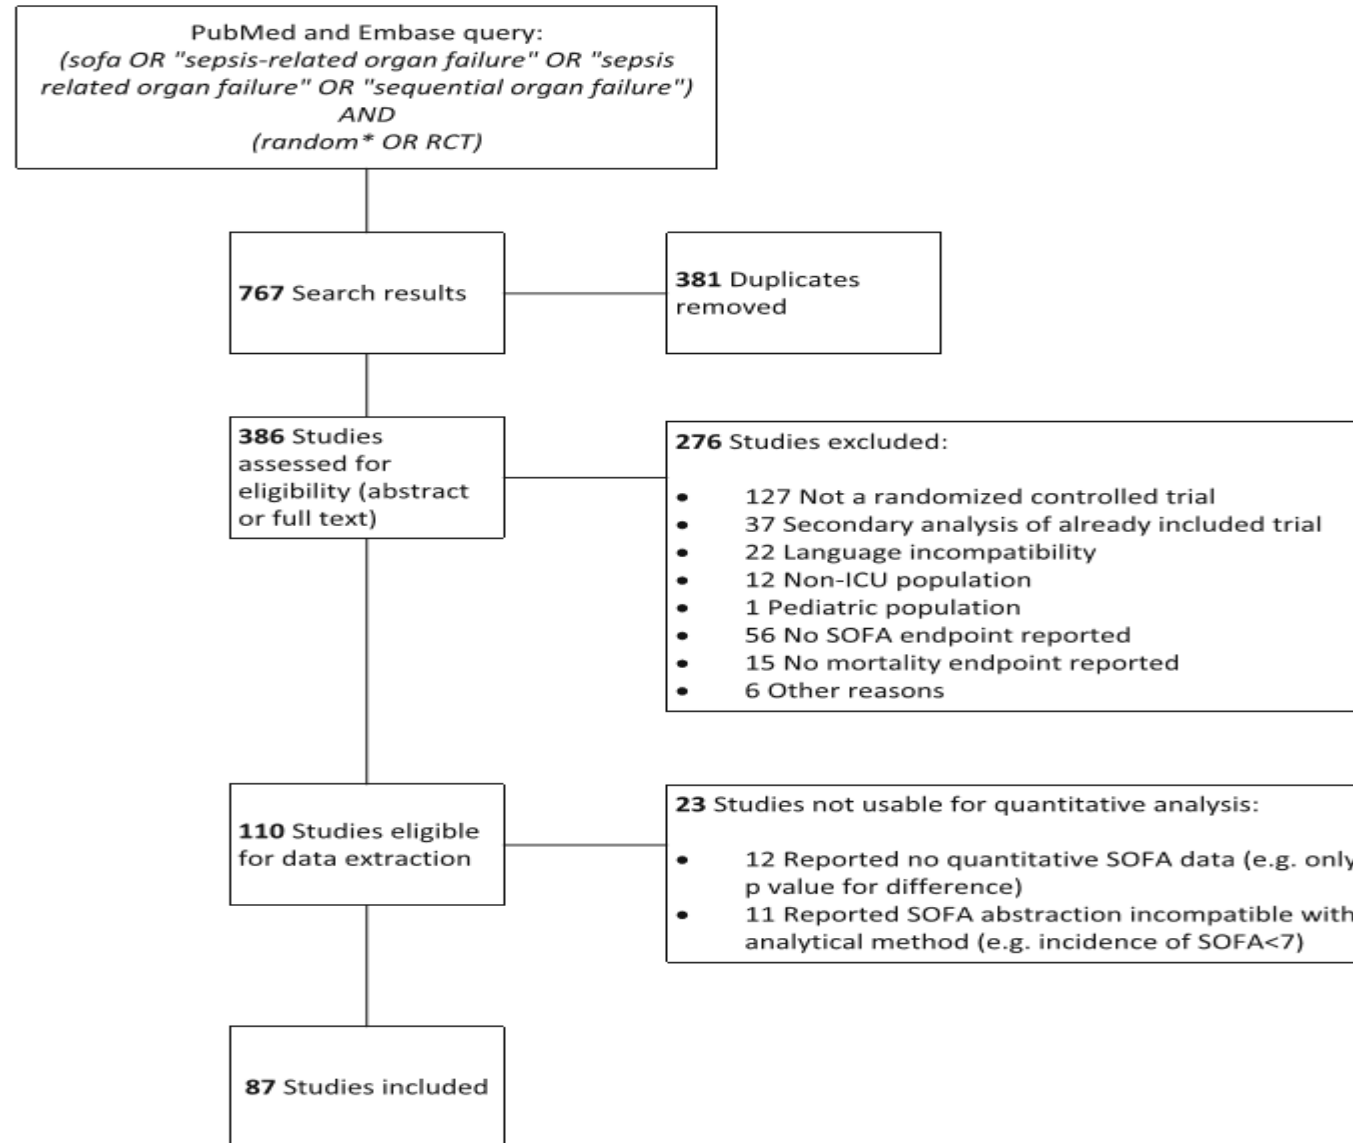 PubMed and Embase query:
(sofa OR "sepsis-related organ failure" OR "sepsis
related organ failure" OR "sequential organ failure")
AND
(random* OR RCT)
767 Search results
381 Duplicates
removed
386 Studies
assessed for
eligibility (abstract
or full text)
276 Studies excluded:
• 127 Not a randomized controlled trial
• 37 Secondary analysis of already included trial
• 22 Language incompatibility
• 12 Non-ICU population
• 1 Pediatric population
• 56 No SOFA endpoint reported
• 15 No mortality endpoint reported
• 6 Other reasons
110 Studies eligible
for data extraction
23 Studies not usable for quantitative analysis:
• 12 Reported no quantitative SOFA data (e.g. only
p value for difference)
• 11 Reported SOFA abstraction incompatible with
analytical method (e.g. incidence of SOFA<7)
87 Studies included